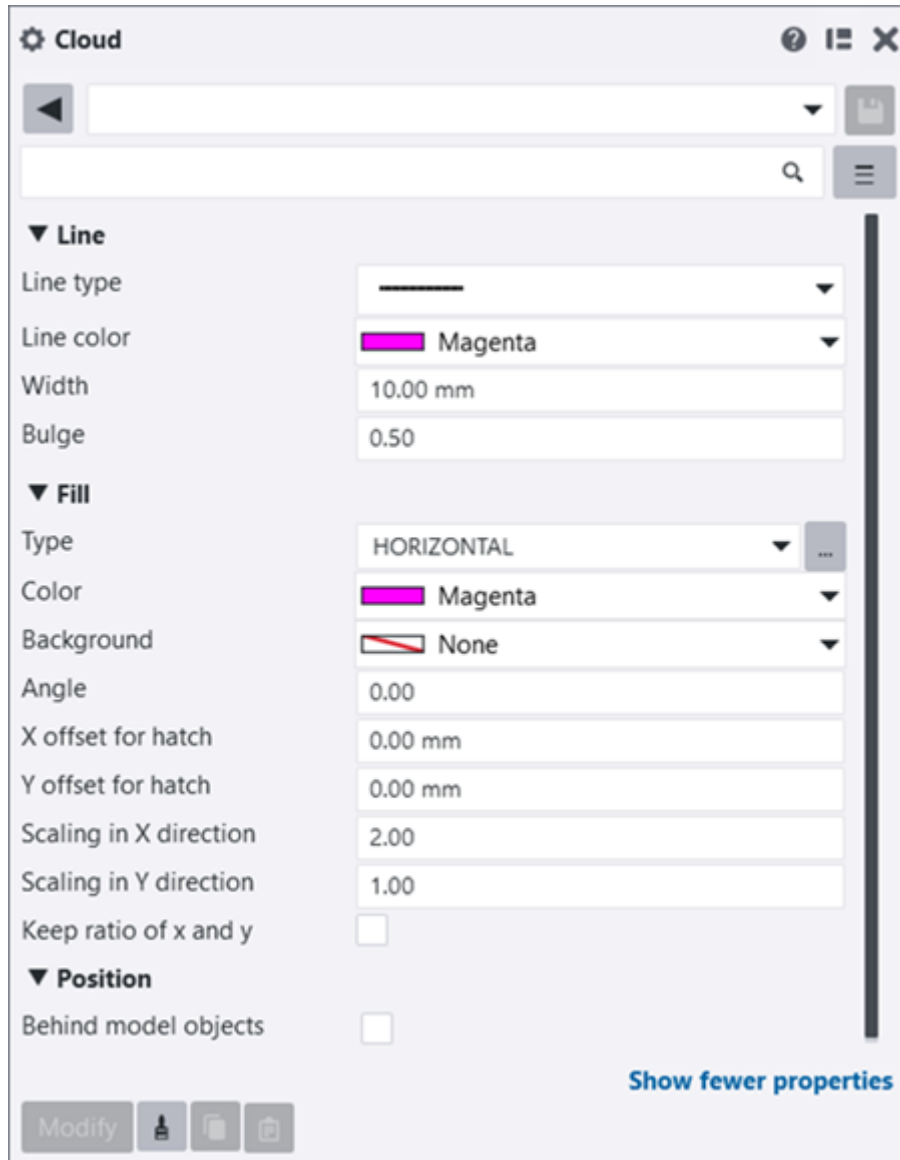 Cloud
Line
Line type
Line color Magenta
Width 10.00 mm
Bulge 0.50
Fill
Type HORIZONTAL ...
Color Magenta
Background None
Angle 0.00
X offset for hatch 0.00 mm
Y offset for hatch 0.00 mm
Scaling in X direction 2.00
Scaling in Y direction 1.00
Keep ratio of x and y
Position
Behind model objects
Show fewer properties
Modify